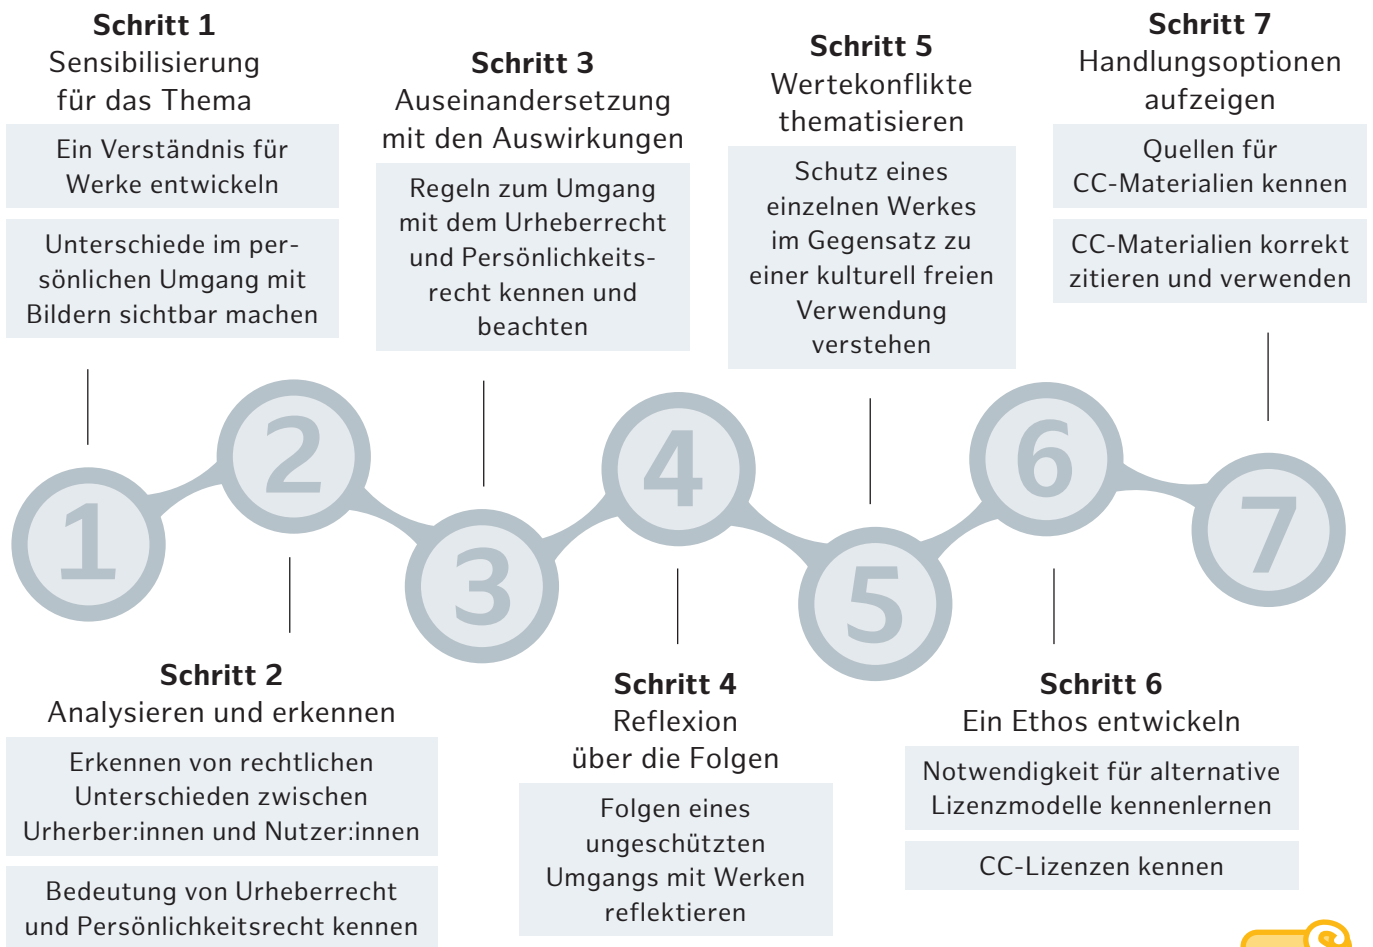 Schritt 1
Sensibilisierung
für das Thema
Ein Verständnis für
Werke entwickeln
Unterschiede im per-
sönlichen Umgang mit
Bildern sichtbar machen
Schritt 3
Auseinandersetzung
mit den Auswirkungen
Regeln zum Umgang
mit dem Urheberrecht
und Persönlichkeits-
recht kennen und
beachten
Schritt 5
Wertekonflikte
thematisieren
Schutz eines
einzelnen Werkes
im Gegensatz zu
einer kulturell freien
Verwendung
verstehen
Schritt 7
Handlungsoptionen
aufzeigen
Quellen für
CC-Materialien kennen
CC-Materialien korrekt
zitieren und verwenden
1
2
3
4
5
6
7
Schritt 2
Analysieren und erkennen
Erkennen von rechtlichen
Unterschieden zwischen
Urherber:innen und Nutzer:innen
Bedeutung von Urheberrecht
und Persönlichkeitsrecht kennen
Schritt 4
Reflexion
über die Folgen
Folgen eines
ungeschützten
Umgangs mit Werken
reflektieren
Schritt 6
Ein Ethos entwickeln
Notwendigkeit für alternative
Lizenzmodelle kennenlernen
CC-Lizenzen kennen